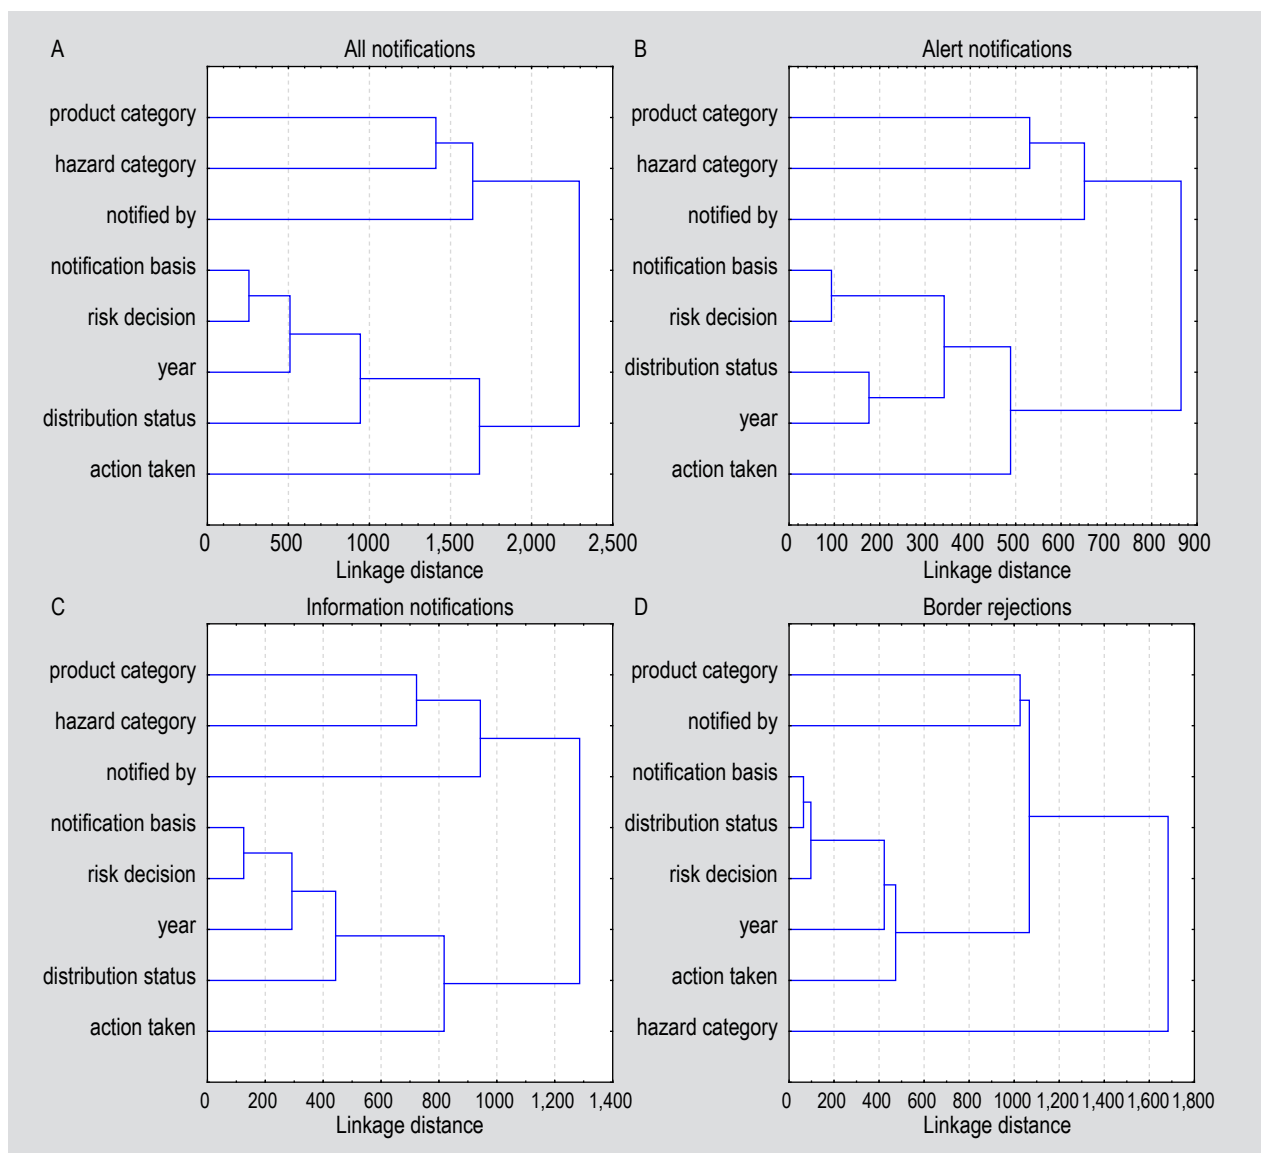 A
All notifications
product category
hazard category
notified by
notification basis
risk decision
year
distribution status
action taken
0 500 1000 1,500 2,000 2,500
Linkage distance
B
Alert notifications
product category
hazard category
notified by
notification basis
risk decision
distribution status
year
action taken
0 100 200 300 400 500 600 700 800 900
Linkage distance
C
Information notifications
product category
hazard category
notified by
notification basis
risk decision
year
distribution status
action taken
0 200 400 600 800 1000 1,200 1,400
Linkage distance
D
Border rejections
product category
notified by
notification basis
distribution status
risk decision
year
action taken
hazard category
0 200 400 600 800 1000 1,200 1,400 1,600 1,800
Linkage distance